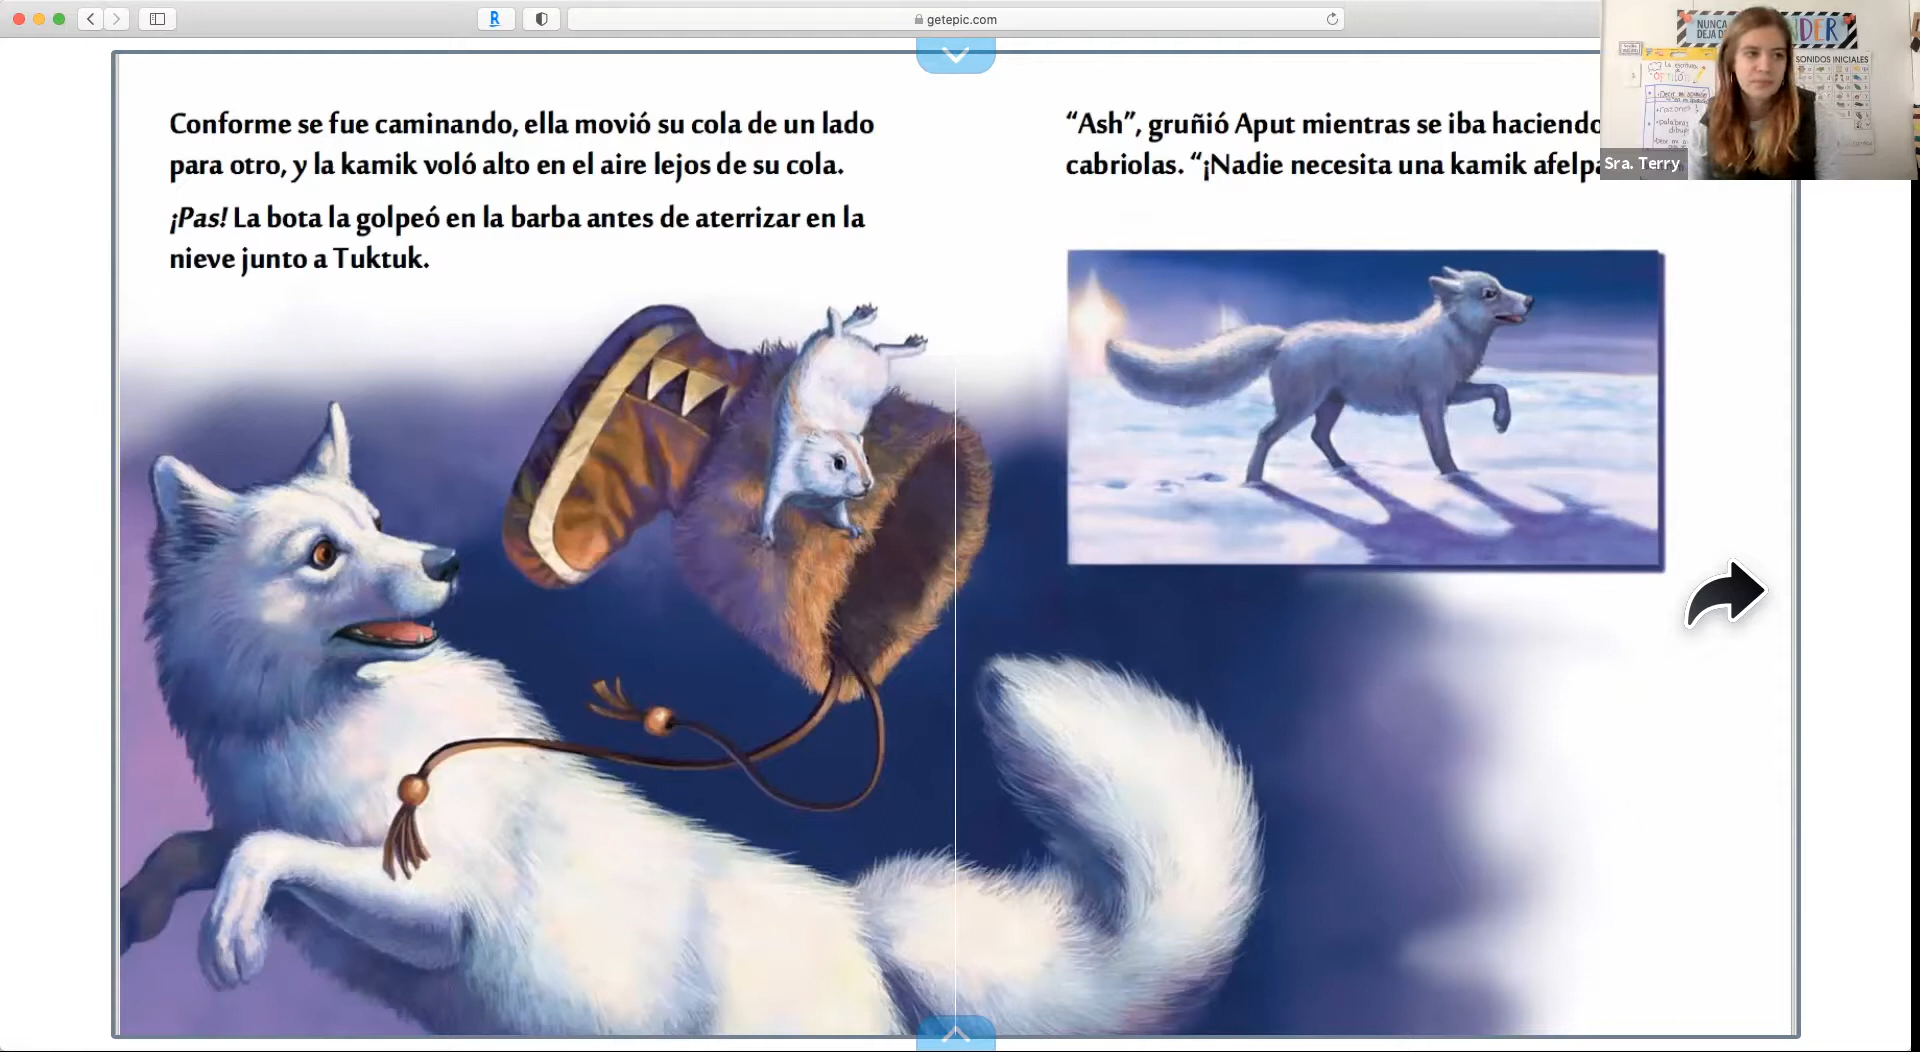 getepic.com
Conforme se fue caminando, ella movió su cola de un lado
para otro, y la kamik voló alto en el aire lejos de su cola.
¡Pas! La bota la golpeó en la barba antes de aterrizar en la
nieve junto a Tuktuk.
“Ash”, gruñió Aput mientras se iba haciendo
cabriolas. “¡Nadie necesita una kamik
NUNCA
SONIDOS INICIALES
Sra. Terry